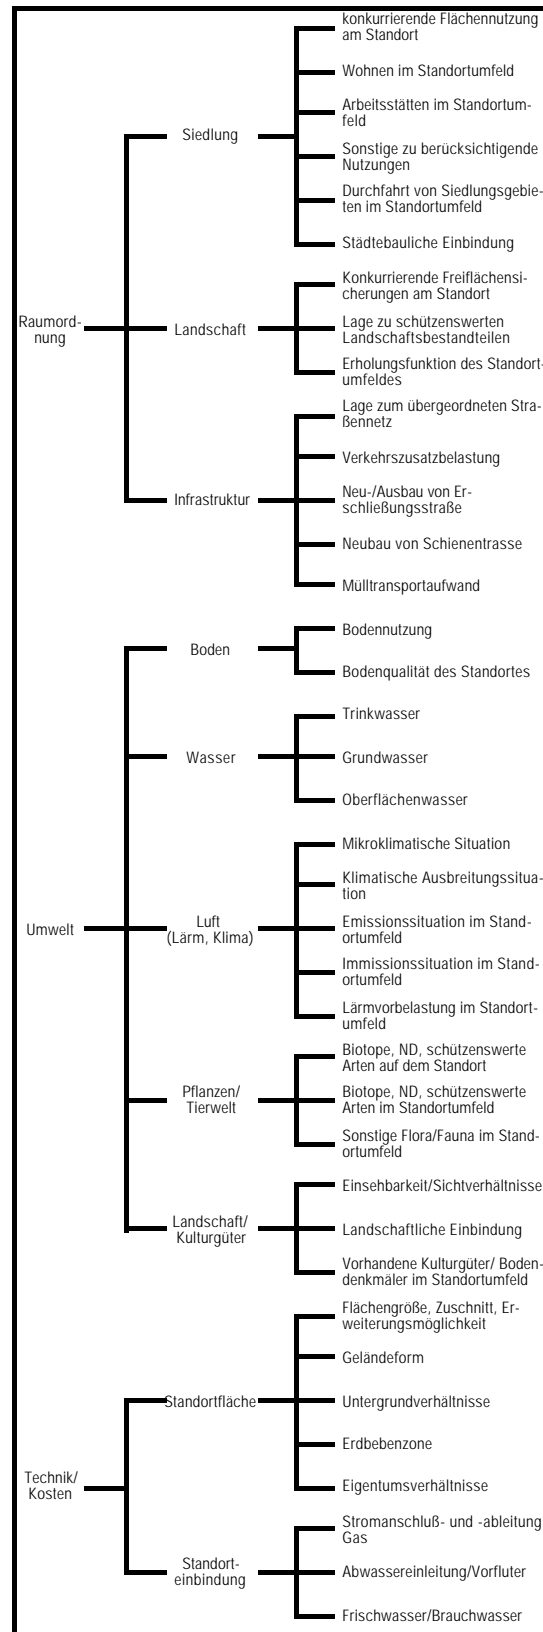 konkurrierende Flächennutzung
am Standort
Wohnen im Standortumfeld
Arbeitsstätten im Standortum-
feld
Siedlung
Sonstige zu berücksichtigende
Nutzungen
Durchfahrt von Siedlungsgebie-
ten im Standortumfeld
Städtebauliche Einbindung
Konkurrierende Freiflächensi-
cherungen am Standort
Raumord-
nung
Landschaft
Lage zu schützenswerten
Landschaftsbestandteilen
Erholungsfunktion des Standort-
umfeldes
Lage zum übergeordneten Stra-
ßennetz
Verkehrszusatzbelastung
Infrastruktur
Neu-/Ausbau von Er-
schließungsstraße
Neubau von Schienentrasse
Mülltransportaufwand
Boden
Bodennutzung
Bodenqualität des Standortes
Trinkwasser
Wasser
Grundwasser
Oberflächenwasser
Mikroklimatische Situation
Klimatische Ausbreitungssitua-
tion
Umwelt
Luft
(Lärm, Klima)
Emissionssituation im Stand-
ortumfeld
Immissionssituation im Stand-
ortumfeld
Lärmvorbelastung im Standort-
umfeld
Biotope, ND, schützenswerte
Arten auf dem Standort
Pflanzen/
Tierwelt
Biotope, ND, schützenswerte
Arten im Standortumfeld
Sonstige Flora/Fauna im Stand-
ortumfeld
Einsehbarkeit/Sichtverhältnisse
Landschaft/
Kulturgüter
Landschaftliche Einbindung
Vorhandene Kulturgüter/ Boden-
denkmäler im Standortumfeld
Flächengröße, Zuschnitt, Er-
weiterungsmöglichkeit
Geländeform
Standortfläche
Untergrundverhältnisse
Erdbebenzone
Technik/
Kosten
Eigentumsverhältnisse
Stromanschluß- und -ableitung
Gas
Standort-
einbindung
Abwassereinleitung/Vorfluter
Frischwasser/Brauchwasser